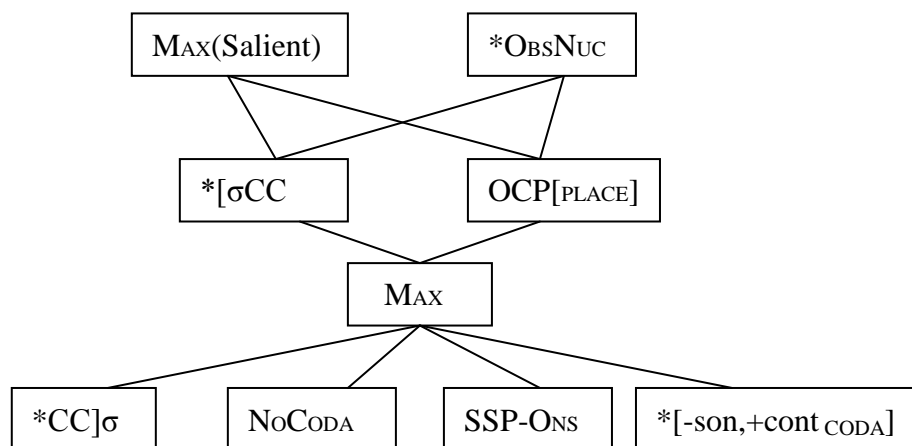 MAX(Salient) *OBSNUC
*[σCC OCP[PLACE]
MAX
*CC]σ NOCODA SSP-ONS *[-son,+cont CODA]